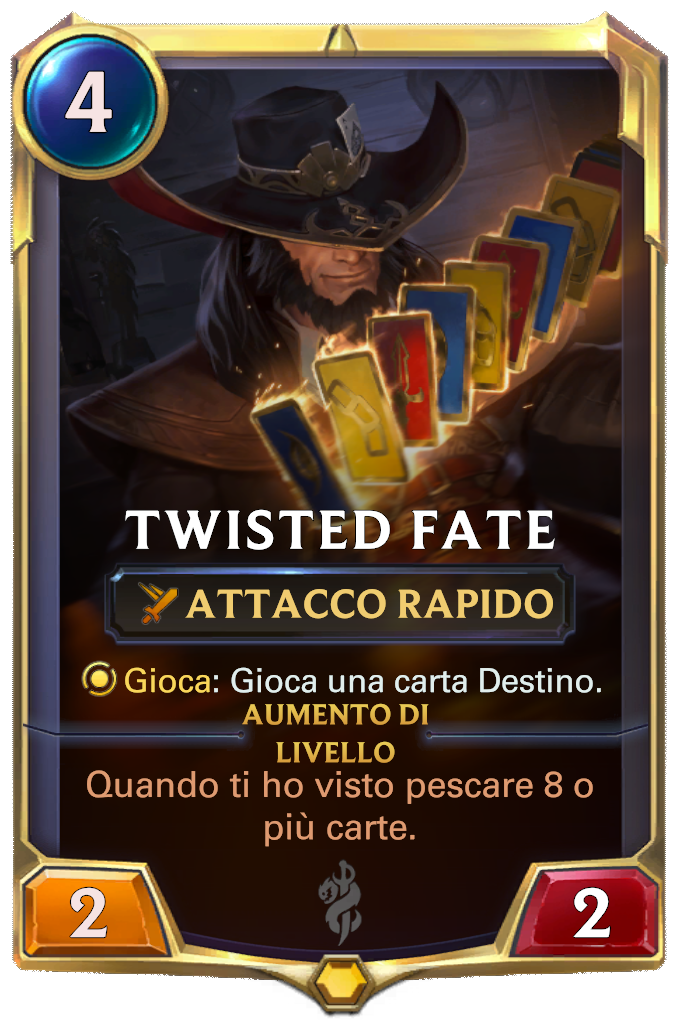 4
TWISTED FATE
ATTACCO RAPIDO
Gioca: Gioca una carta Destino.
AUMENTO DI
LIVELLO
Quando ti ho visto pescare 8 o
più carte.
2
2